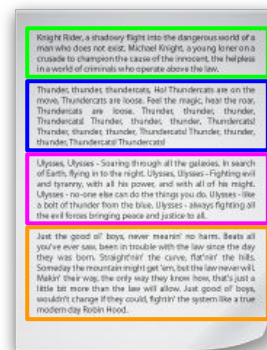 Knight Rider, a shadowy flight into the dangerous world of a
man who does not exist. Michael Knight, a young loner on a
crusade to champion the cause of the innocent, the helpless
in a world of criminals who operate above the law.
Thunder, thunder, thundercats, Ho! Thundercats are on the
move, Thundercats are loose. Feel the magic, hear the roar,
Thundercats are loose. Thunder, thunder, thunder,
Thundercats! Thunder, thunder, thunder, Thundercats!
Thunder, thunder, thunder, Thundercats! Thunder, thunder,
thunder, Thundercats! Thundercats!
Ulysses, Ulysses - Soaring through all the galaxies. In search
of Earth, flying in to the night. Ulysses, Ulysses - Fighting evil
and tyranny, with all his power, and with all of his might.
Ulysses - no-one else can do the things you do. Ulysses - like
a bolt of thunder from the blue. Ulysses - always fighting all
the evil forces bringing peace and justice to all.
Just the good ol' boys, never meanin' no harm. Beats all
you've ever saw, been in trouble with the law since the day
they was born. Straight'nin' the curve, flat'nin' the hills.
Someday the mountain might get 'em, but the law never will.
Makin' their way, the only way they know how, that's just a
little bit more than the law will allow. Just good ol' boys,
wouldn't change if they could, fightin' the system like a true
modern day Robin Hood.